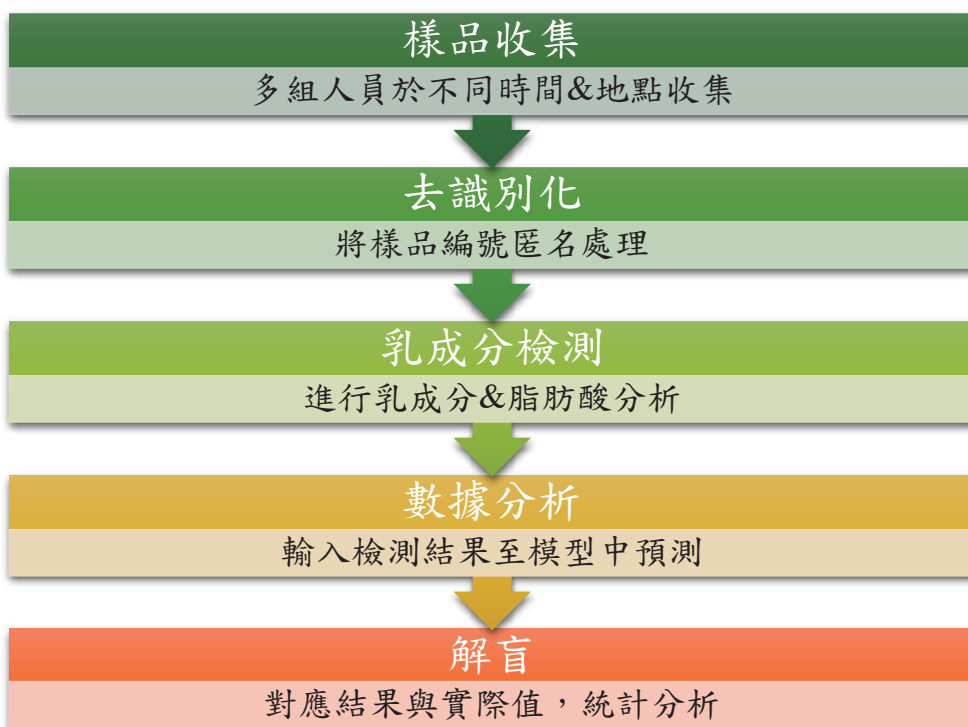 樣品收集
多組人員於不同時間&地點收集
去識別化
將樣品編號匿名處理
乳成分檢測
進行乳成分&脂肪酸分析
數據分析
輸入檢測結果至模型中預測
解盲
對應結果與實際值，統計分析